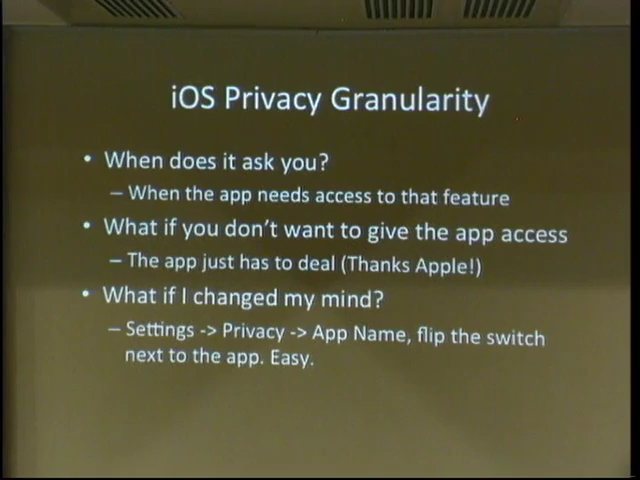 iOS Privacy Granularity
• When does it ask you?
– When the app needs access to that feature
• What if you don't want to give the app access
– The app just has to deal (Thanks Apple!)
• What if I changed my mind?
– Settings -> Privacy -> App Name, flip the switch
next to the app. Easy.